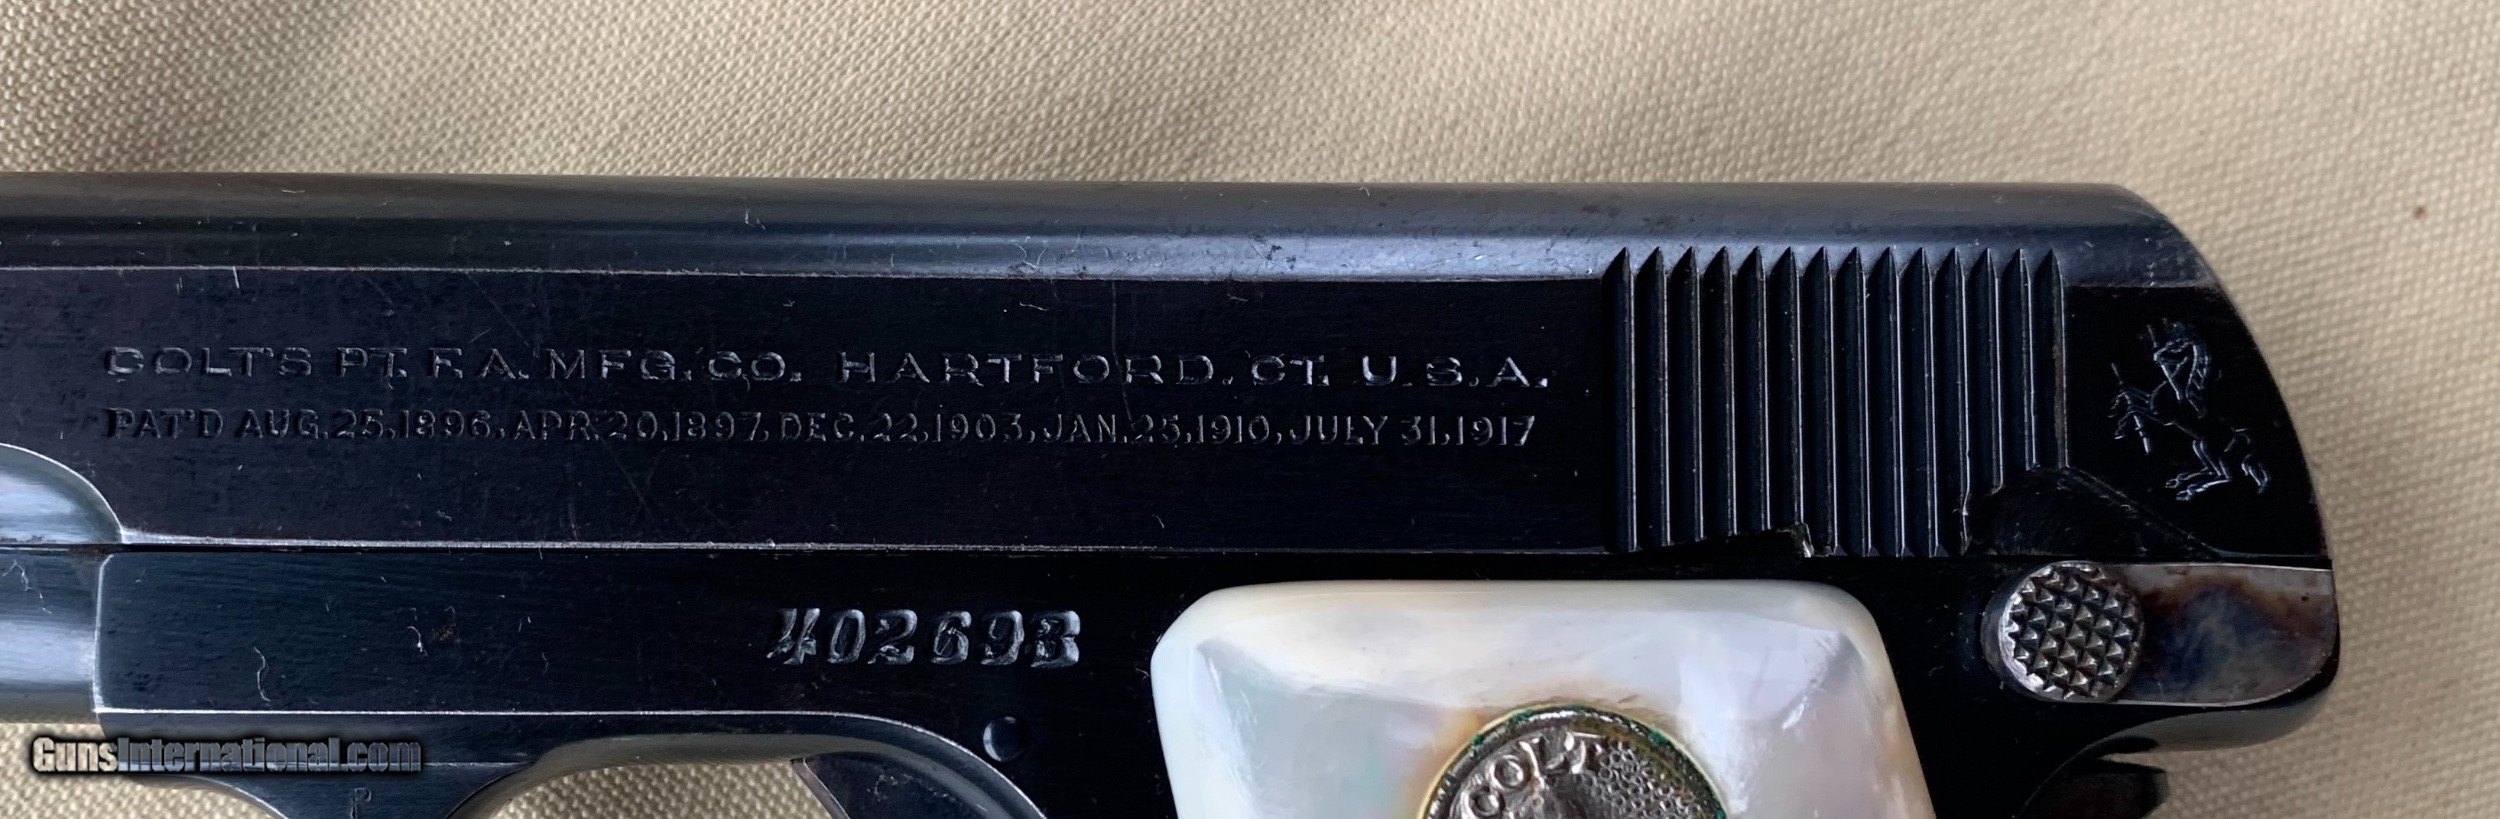 COLT'S PT. F.A. MFG. CO. HARTFORD, CT. U.S.A.
PAT'D AUG. 25, 1896, APR. 20, 1897, DEC. 22, 1903, JAN. 25, 1910, JULY 31, 1917
402693
COLT
P
GunsInternational.com